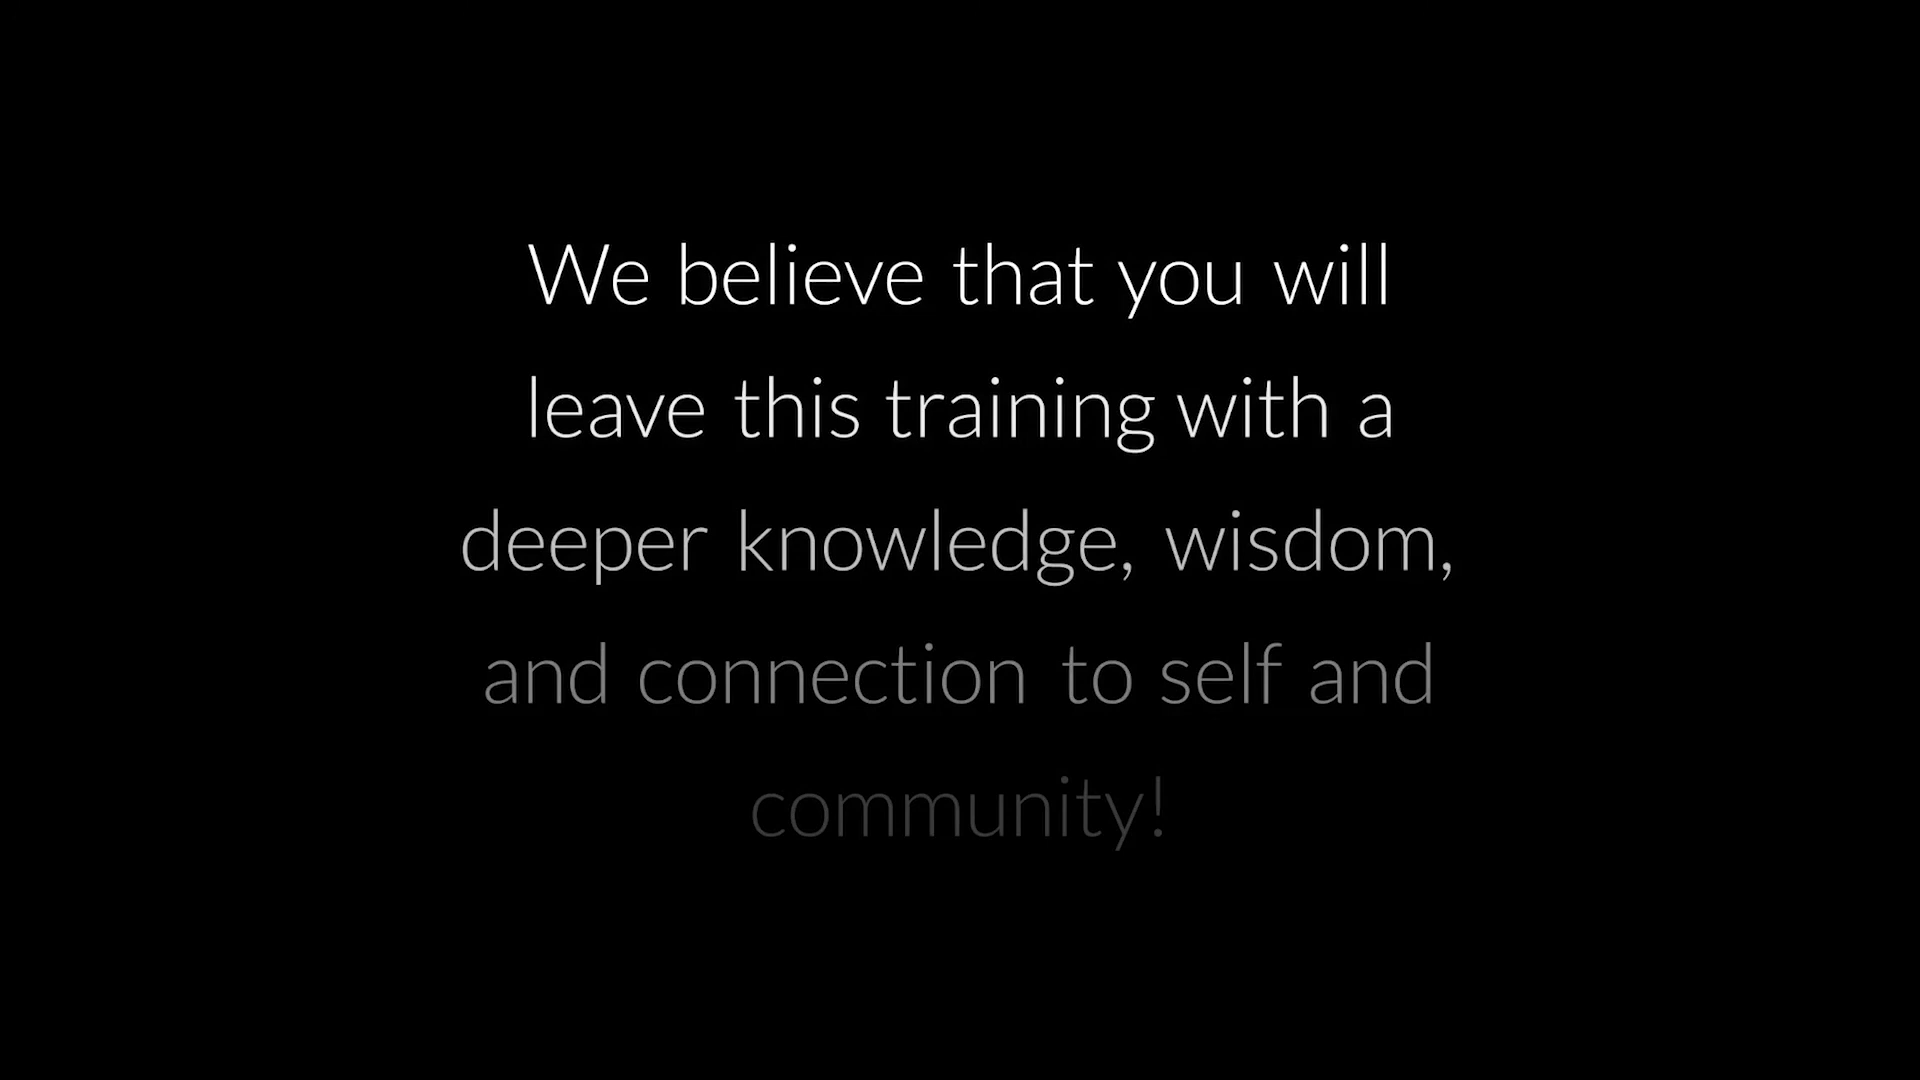 We believe that you will
leave this training with a
deeper knowledge, wisdom,
and connection to self and
community!